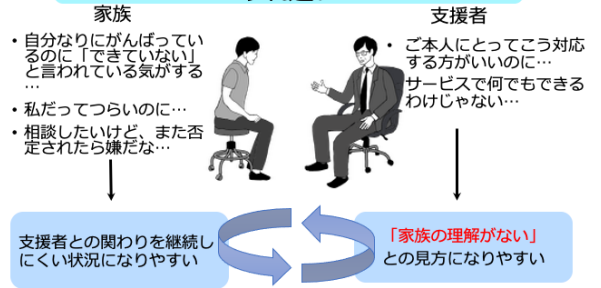 家族
• 自分なりにがんばってい
るのに「できていない」
と言われている気がする
…
• 私だってつらいのに…
• 相談したいけど、また否
定されたら嫌だな…
支援者
• ご本人にとってこう対応
する方がいいのに…
サービスで何でもできる
わけじゃない…
支援者との関わりを継続し
にくい状況になりやすい
「家族の理解がない」
との見方になりやすい